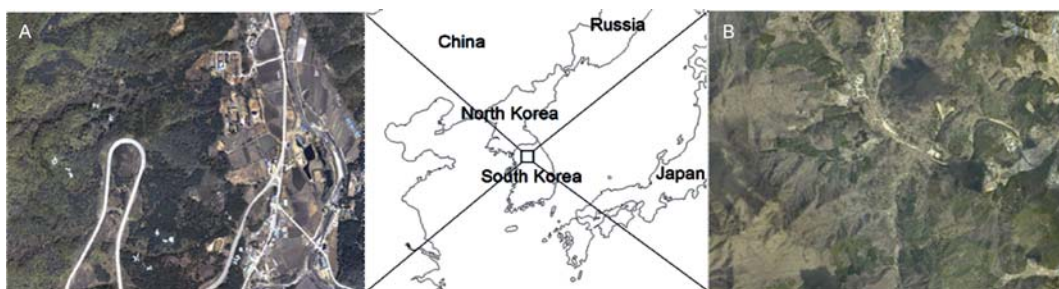 A
China
Russia
North Korea
South Korea
Japan
B